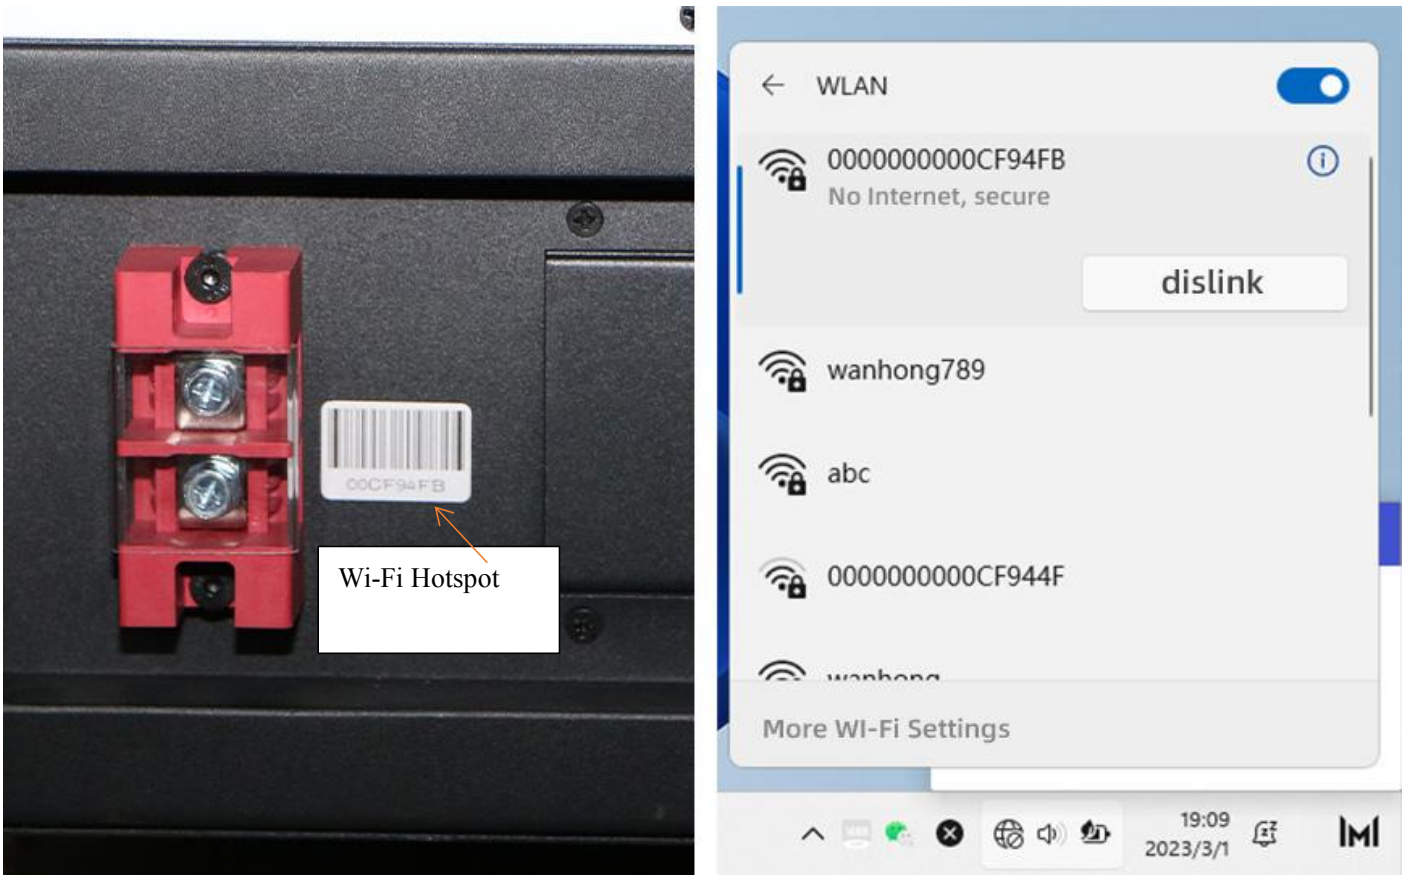 00CF94FB
Wi-Fi Hotspot
WLAN
0000000000CF94FB
No Internet, secure
dislink
wanhong789
abc
0000000000CF944F
wanhong
More WI-Fi Settings
19:09
2023/3/1